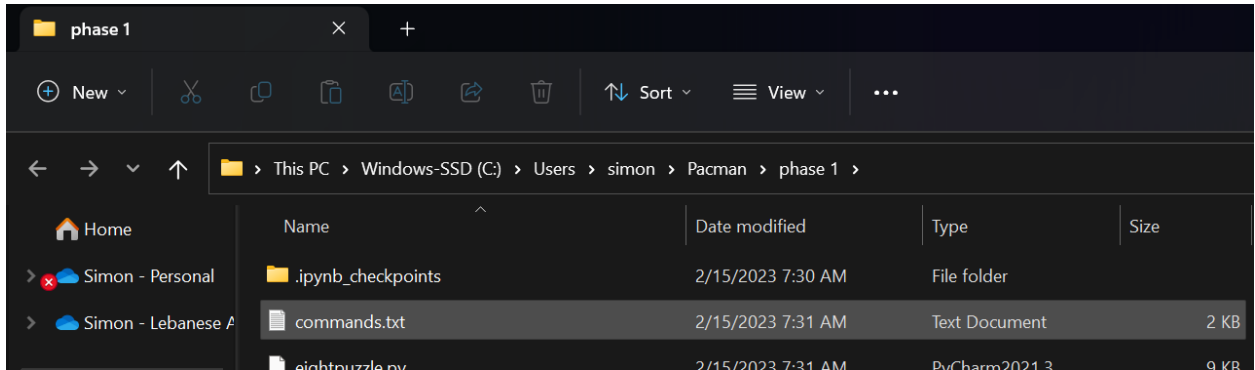 phase 1
New
Sort
View
This PC > Windows-SSD (C:) > Users > simon > Pacman > phase 1 >
Home
Name
Date modified
Type
Size
Simon - Personal
.ipynb_checkpoints
2/15/2023 7:30 AM
File folder
Simon - Lebanese A
commands.txt
2/15/2023 7:31 AM
Text Document
2 KB
eightpuzzle.py
2/15/2023 7:31 AM
PyCharm2021.3
9 KB